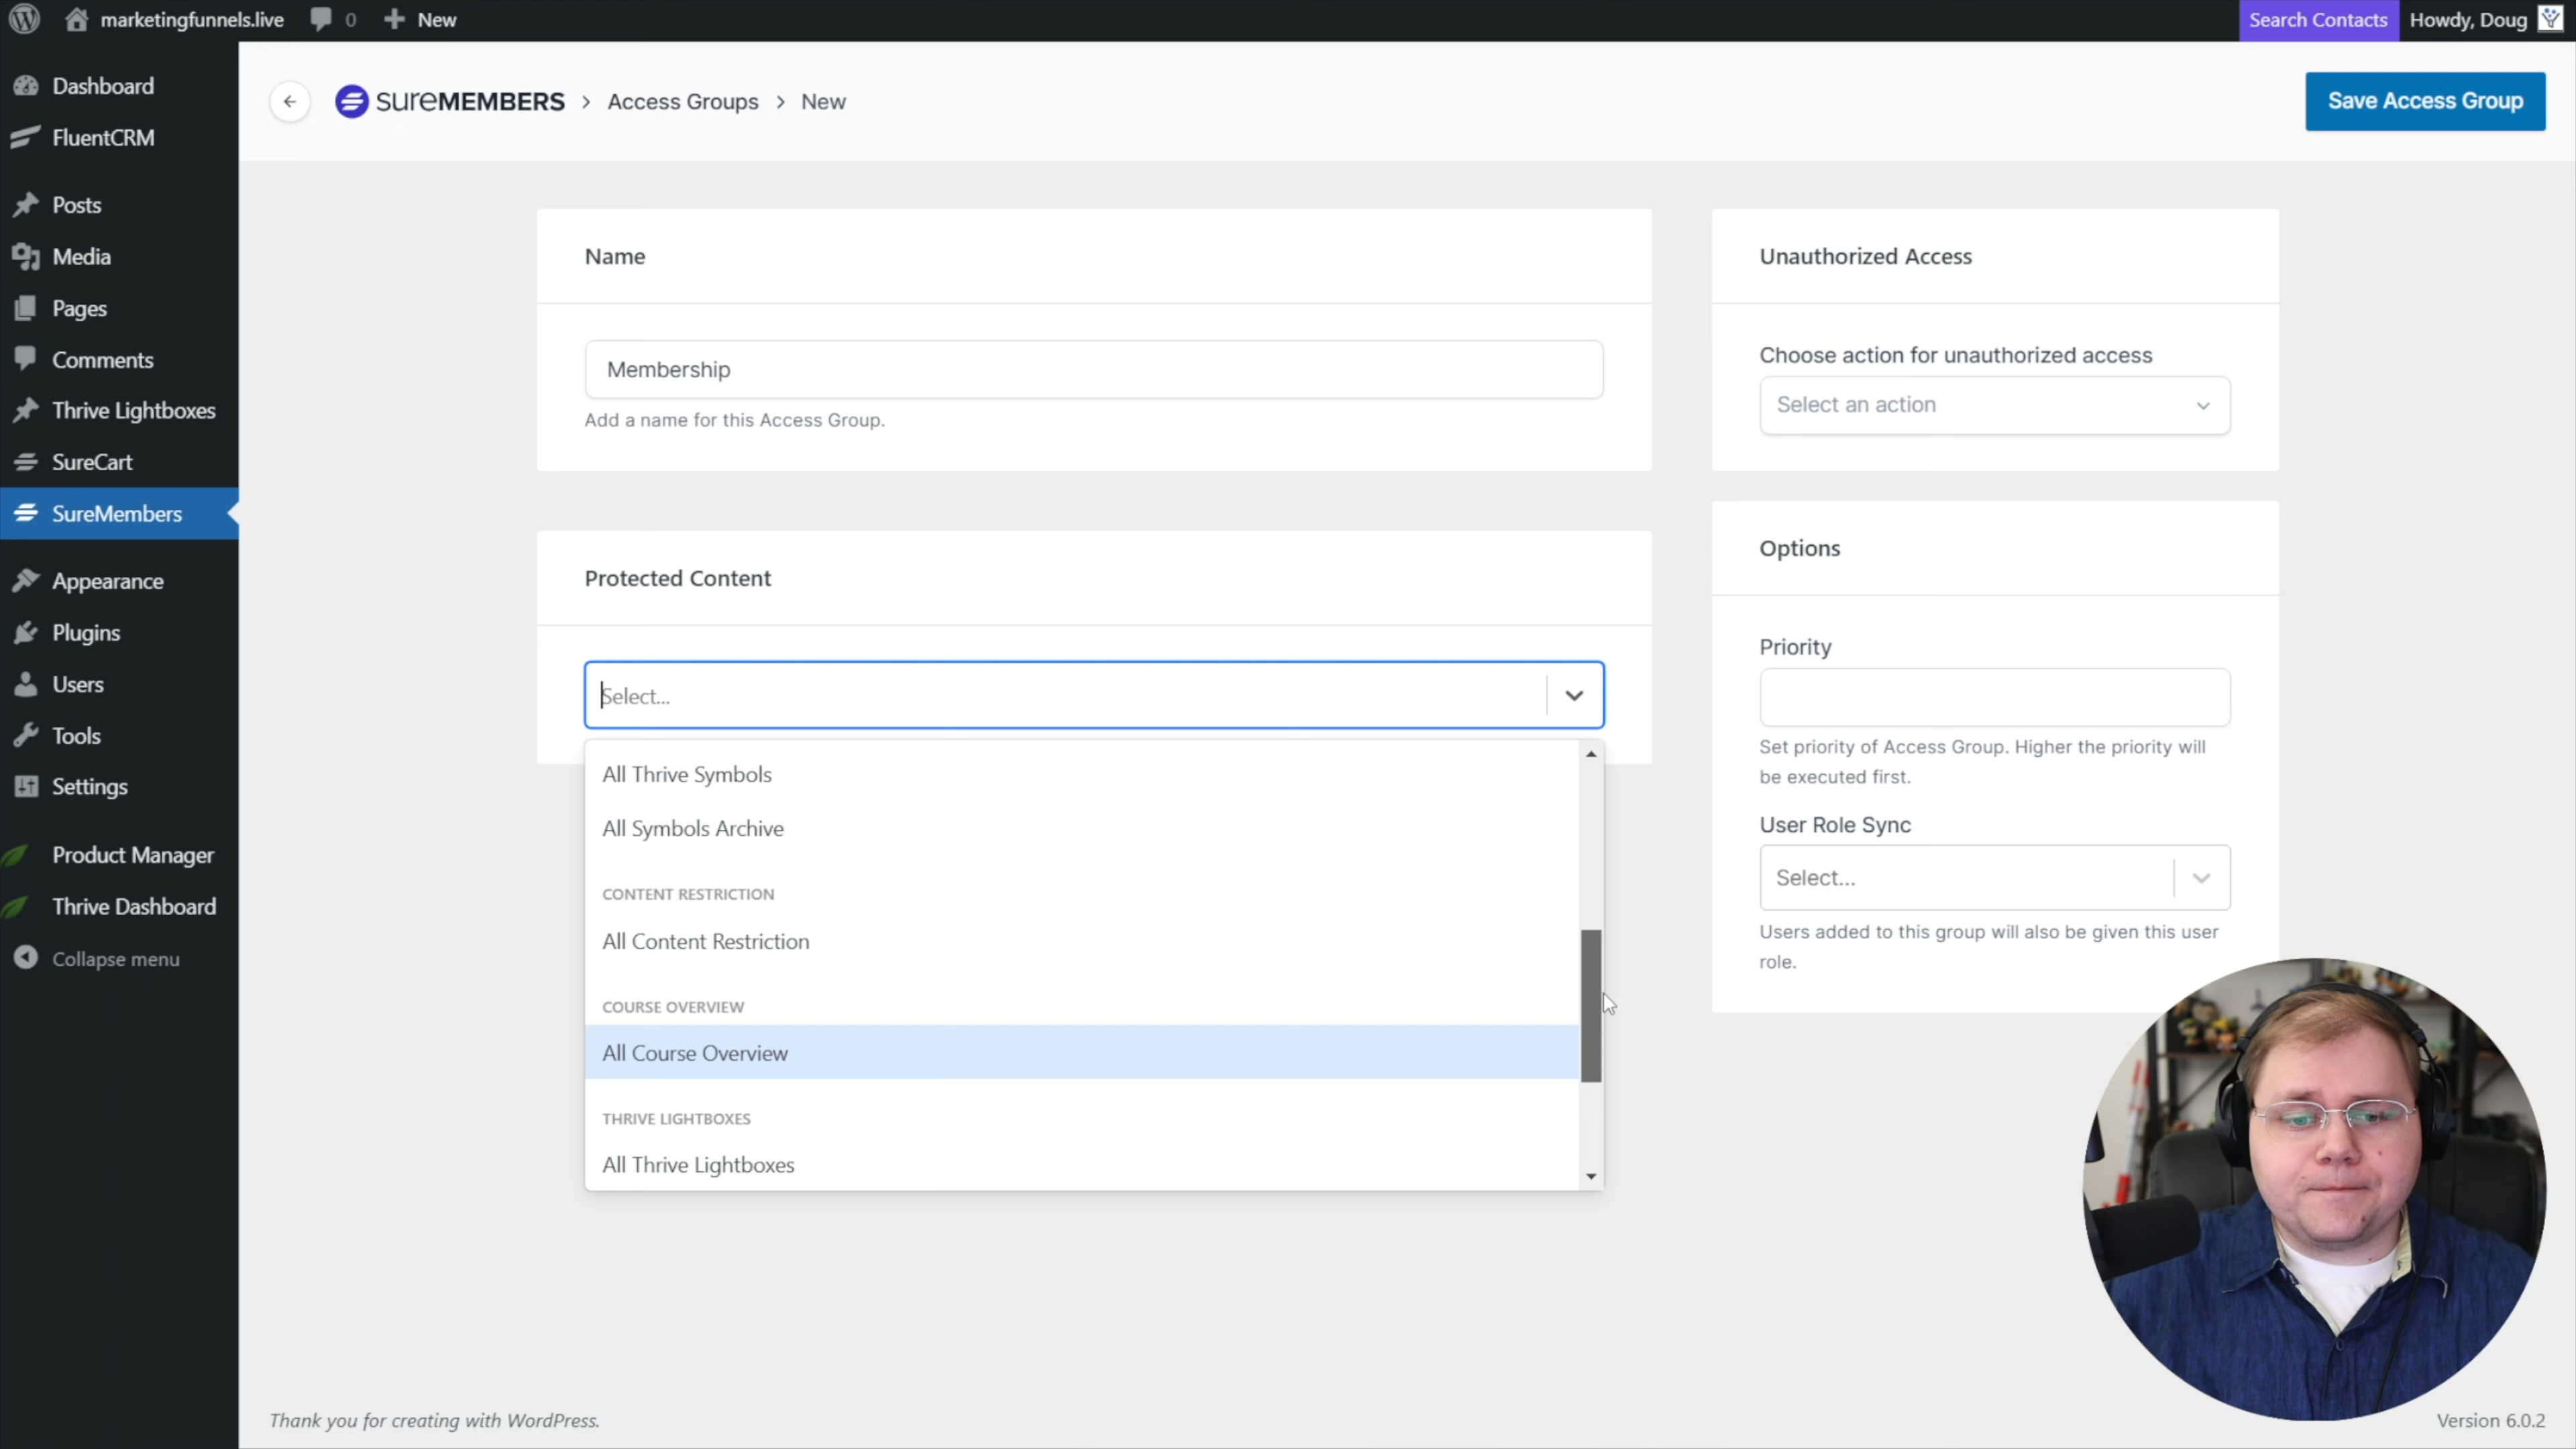 marketingfunnels.live
0
New
Search Contacts
Howdy, Doug
Dashboard
FluentCRM
Posts
Media
Pages
Comments
Thrive Lightboxes
SureCart
SureMembers
Appearance
Plugins
Users
Tools
Settings
Product Manager
Thrive Dashboard
Collapse menu
sureMEMBERS > Access Groups > New
Save Access Group
Name
Membership
Add a name for this Access Group.
Protected Content
Select...
All Thrive Symbols
All Symbols Archive
CONTENT RESTRICTION
All Content Restriction
COURSE OVERVIEW
All Course Overview
THRIVE LIGHTBOXES
All Thrive Lightboxes
Unauthorized Access
Choose action for unauthorized access
Select an action
Options
Priority
Set priority of Access Group. Higher the priority will
be executed first.
User Role Sync
Select...
Users added to this group will also be given this user
role.
Thank you for creating with WordPress.
Version 6.0.2